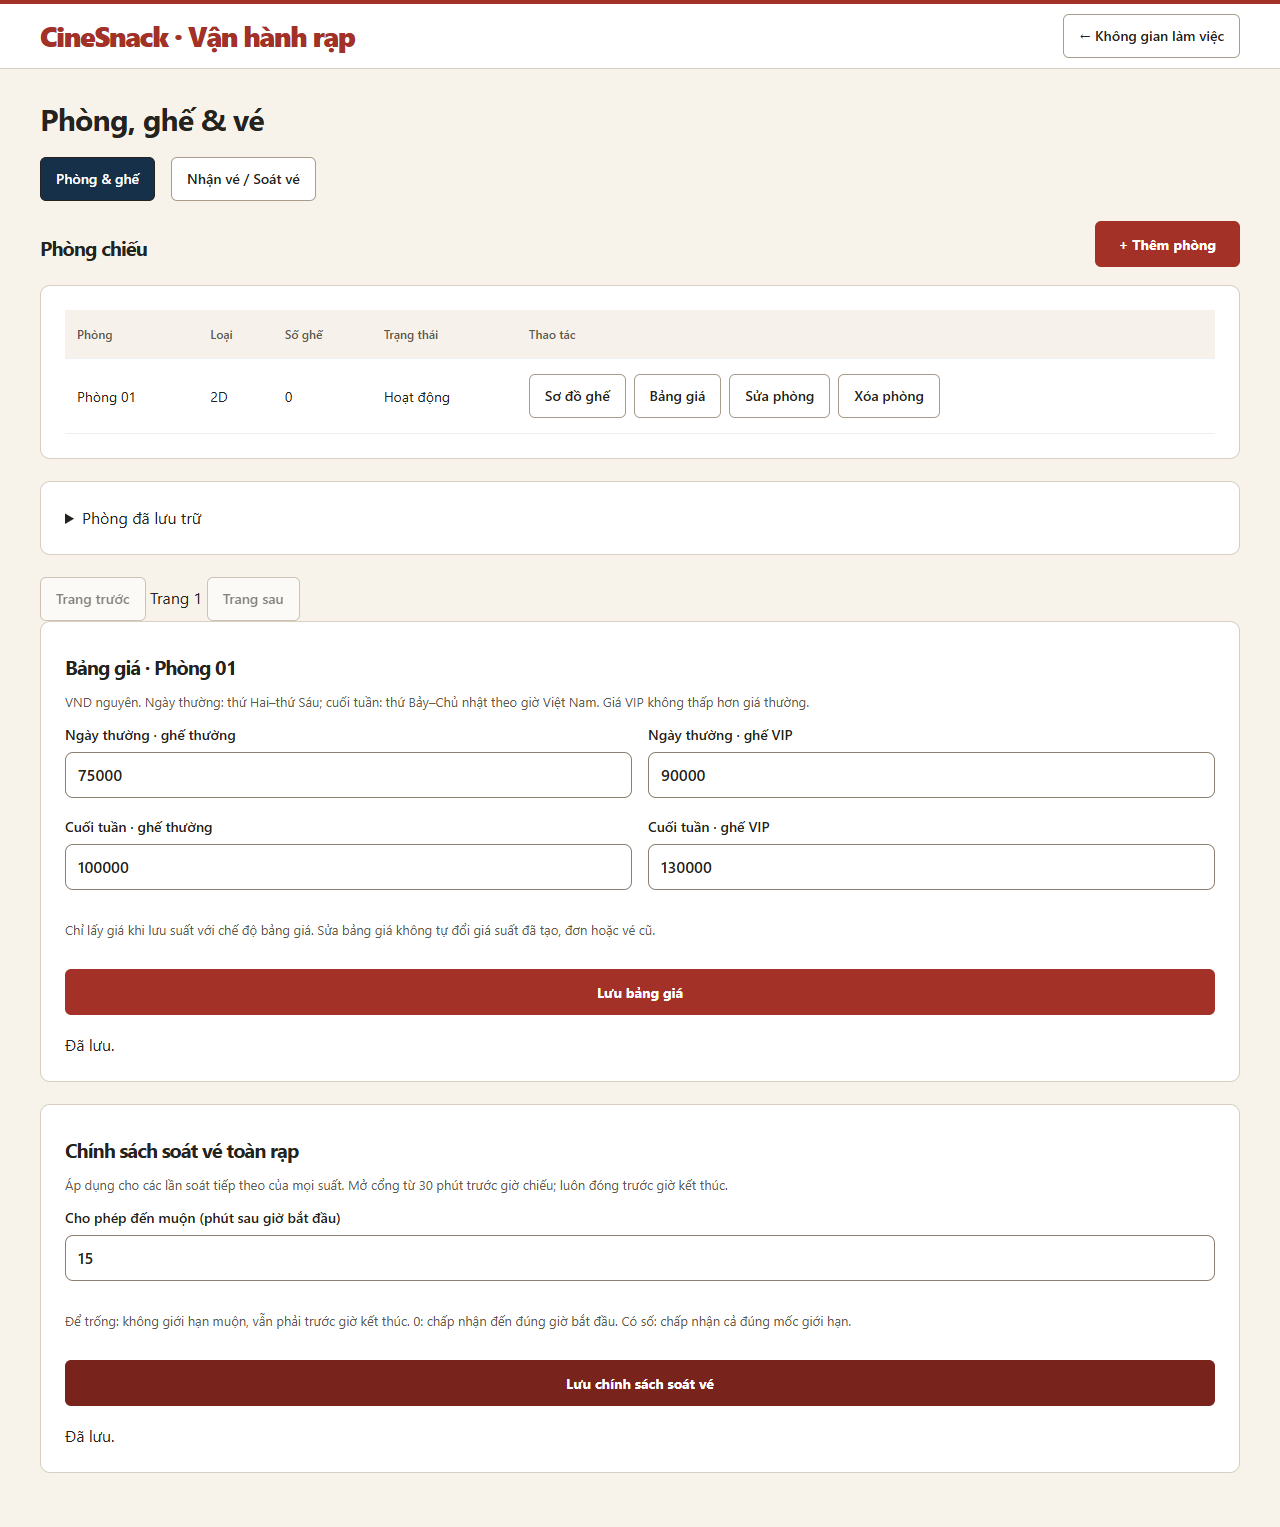 CineSnack · Vận hành rạp
← Không gian làm việc
Phòng, ghế & vé
Phòng & ghế
Nhận vé / Soát vé
Phòng chiếu
+ Thêm phòng
Phòng Loại Số ghế Trạng thái Thao tác
Phòng 01 2D 0 Hoạt động Sơ đồ ghế Bảng giá Sửa phòng Xóa phòng
▶ Phòng đã lưu trữ
Trang trước Trang 1 Trang sau
Bảng giá · Phòng 01
VND nguyên. Ngày thường: thứ Hai–thứ Sáu; cuối tuần: thứ Bảy–Chủ nhật theo giờ Việt Nam. Giá VIP không thấp hơn giá thường.
Ngày thường · ghế thường
75000
Ngày thường · ghế VIP
90000
Cuối tuần · ghế thường
100000
Cuối tuần · ghế VIP
130000
Chỉ lấy giá khi lưu suất với chế độ bảng giá. Sửa bảng giá không tự đổi giá suất đã tạo, đơn hoặc vé cũ.
Lưu bảng giá
Đã lưu.
Chính sách soát vé toàn rạp
Áp dụng cho các lần soát tiếp theo của mọi suất. Mở cổng từ 30 phút trước giờ chiếu; luôn đóng trước giờ kết thúc.
Cho phép đến muộn (phút sau giờ bắt đầu)
15
Để trống: không giới hạn muộn, vẫn phải trước giờ kết thúc. 0: chấp nhận đến đúng giờ bắt đầu. Có số: chấp nhận cả đúng mốc giới hạn.
Lưu chính sách soát vé
Đã lưu.